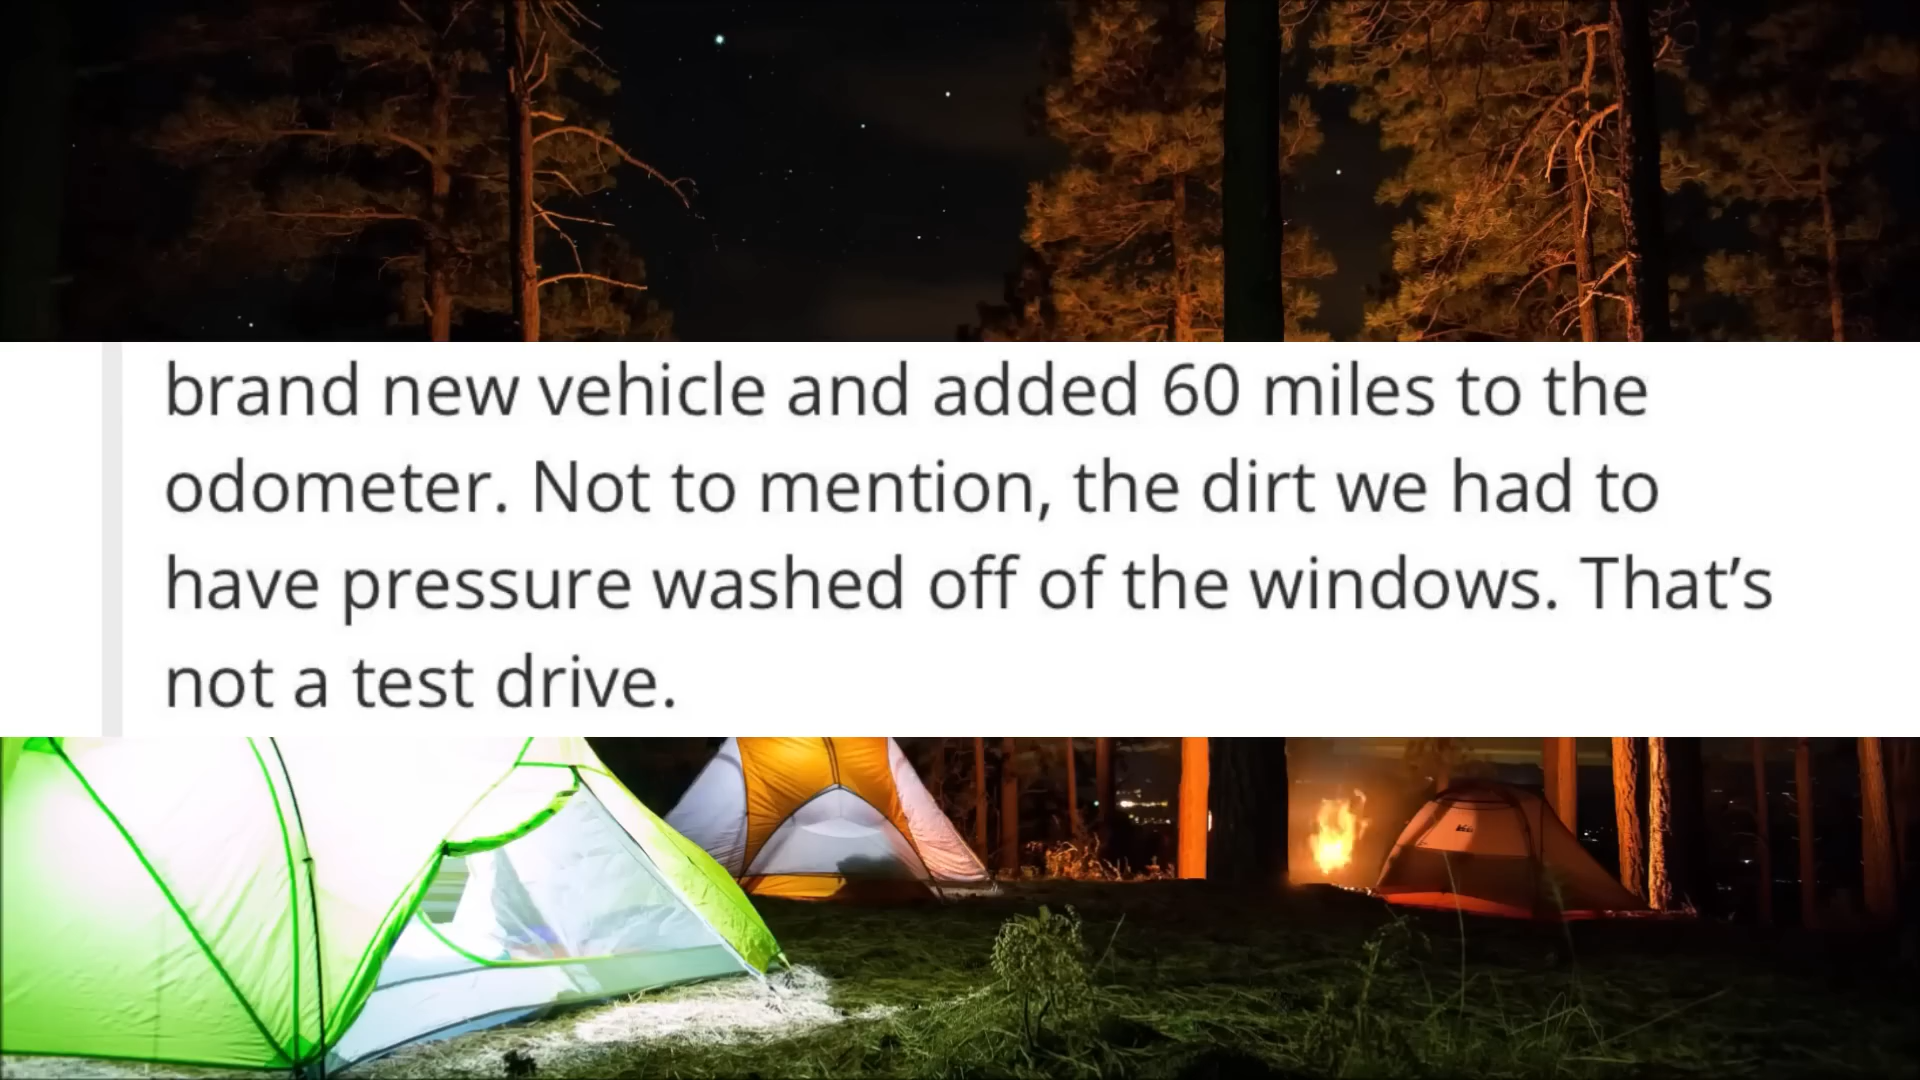 brand new vehicle and added 60 miles to the
odometer. Not to mention, the dirt we had to
have pressure washed off of the windows. That’s
not a test drive.